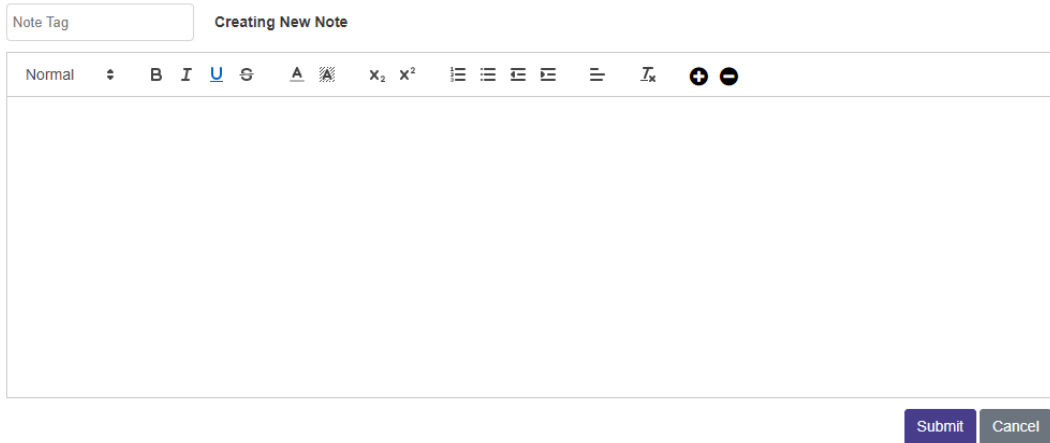 Note Tag Creating New Note
Normal B I U S A A X₂ X² Tx
Submit Cancel